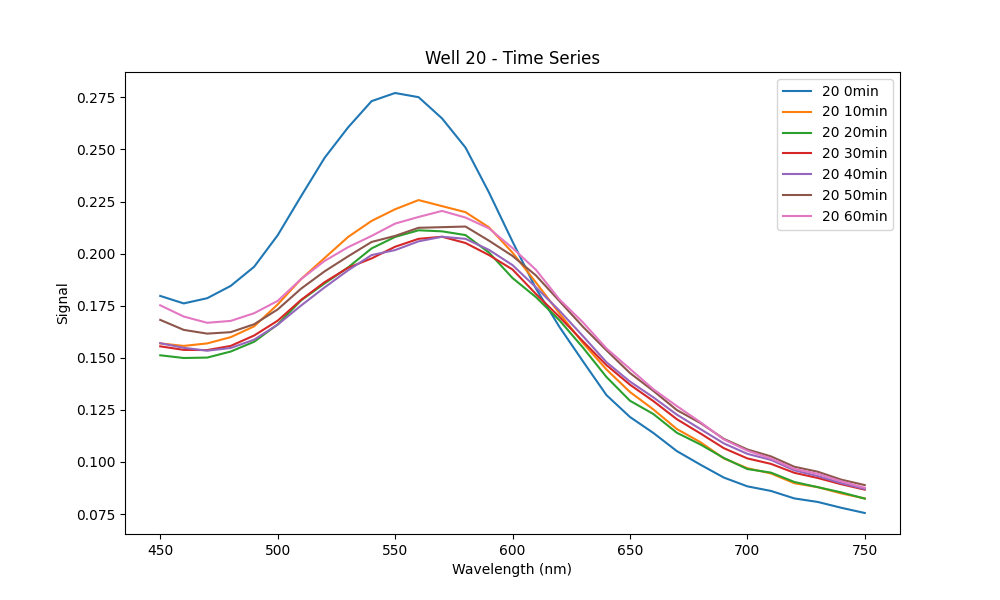 Well 20 - Time Series
20 0min
20 10min
20 20min
20 30min
20 40min
20 50min
20 60min
Signal
0.275
0.250
0.225
0.200
0.175
0.150
0.125
0.100
0.075
450 500 550 600 650 700 750
Wavelength (nm)